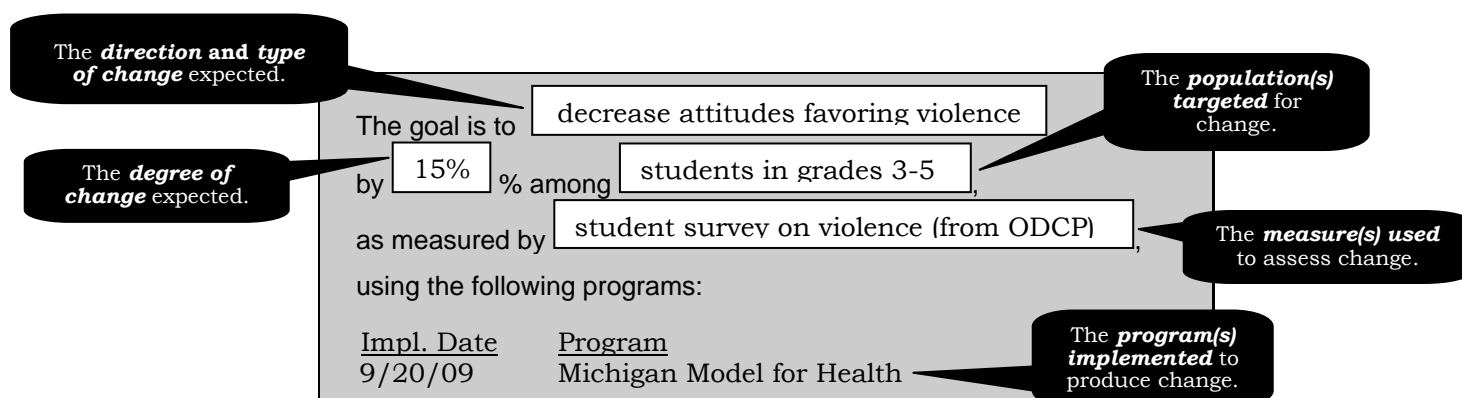 The direction and type
of change expected.
The population(s)
targeted for
change.
decrease attitudes favoring violence
The goal is to
The degree of
change expected.
by 15% % among students in grades 3-5,
as measured by student survey on violence (from ODCP),
The measure(s) used
to assess change.
using the following programs:
Impl. Date Program
9/20/09 Michigan Model for Health
The program(s)
implemented to
produce change.